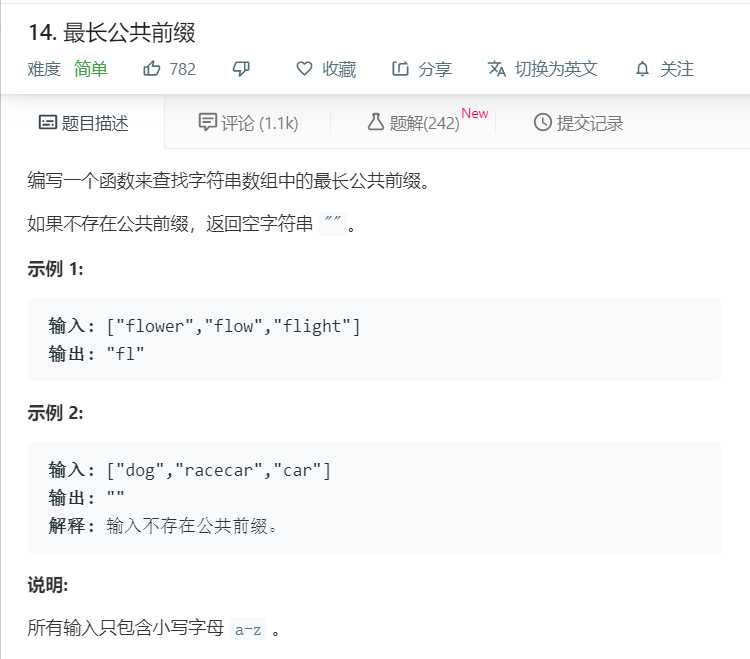 14. 最长公共前缀
难度 简单 782 收藏 分享 切换为英文 关注
题目描述 评论 (1.1k) 题解(242) New 提交记录
编写一个函数来查找字符串数组中的最长公共前缀。
如果不存在公共前缀，返回空字符串 ""。
示例 1:
输入: ["flower","flow","flight"]
输出: "fl"
示例 2:
输入: ["dog","racecar","car"]
输出: ""
解释: 输入不存在公共前缀。
说明:
所有输入只包含小写字母 a-z 。